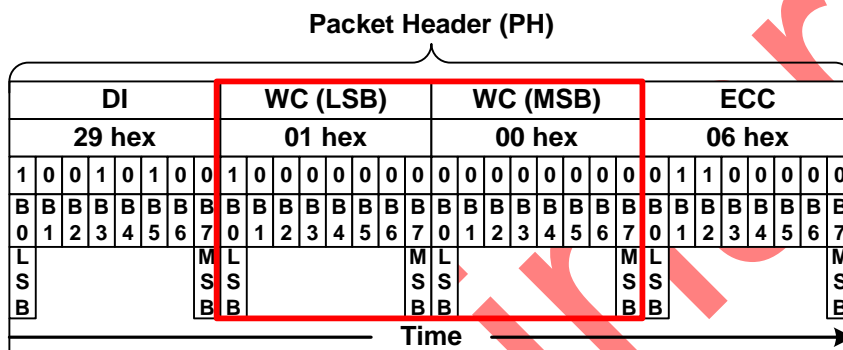 Packet Header (PH)
DI WC (LSB) WC (MSB) ECC
29 hex 01 hex 00 hex 06 hex
1 0 0 1 0 1 0 0 1 0 0 0 0 0 0 0 0 0 0 0 0 0 0 0 0 1 1 0 0 0 0 0
B B B B B B B B B B B B B B B B B B B B B B B B B B B B B B B B
0 1 2 3 4 5 6 7 0 1 2 3 4 5 6 7 0 1 2 3 4 5 6 7 0 1 2 3 4 5 6 7
L M L M L M L M
S S S S S S S S
B B B B B B B B
Time